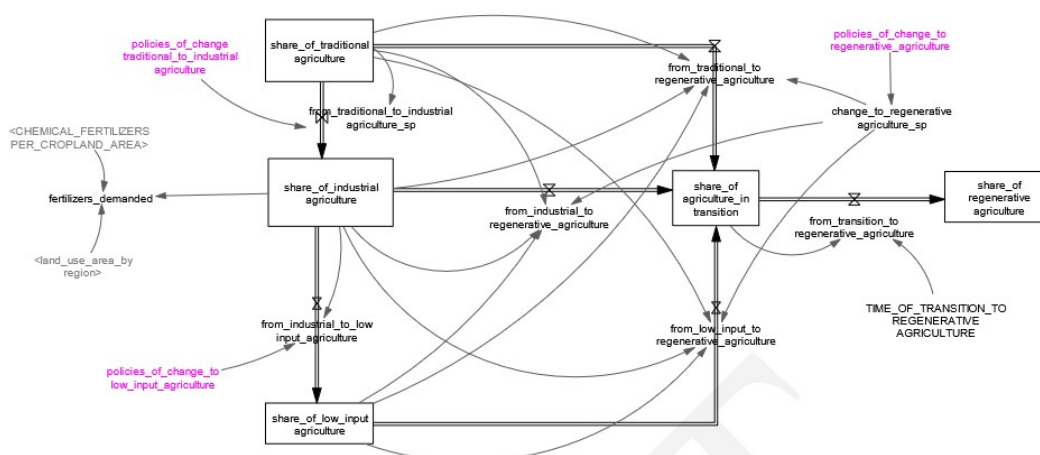 policies_of_change
traditional_to_industrial
agriculture
share_of_traditional
agriculture
policies_of_change_to
regenerative_agriculture
from_traditional_to
regenerative_agriculture
from_traditional_to_industrial
agriculture_sp
change_to_regenerative
agriculture_sp
<CHEMICAL_FERTILIZERS
PER_CROPLAND_AREA>
fertilizers_demanded
share_of_industrial
agriculture
share_of
agriculture_in
transition
share_of
regenerative
agriculture
from_industrial_to
regenerative_agriculture
from_transition_to
regenerative_agriculture
<land_use_area_by
region>
TIME_OF_TRANSITION_TO
REGENERATIVE
AGRICULTURE
from_industrial_to_low
input_agriculture
from_low_input_to
regenerative_agriculture
policies_of_change_to
low_input_agriculture
share_of_low_input
agriculture